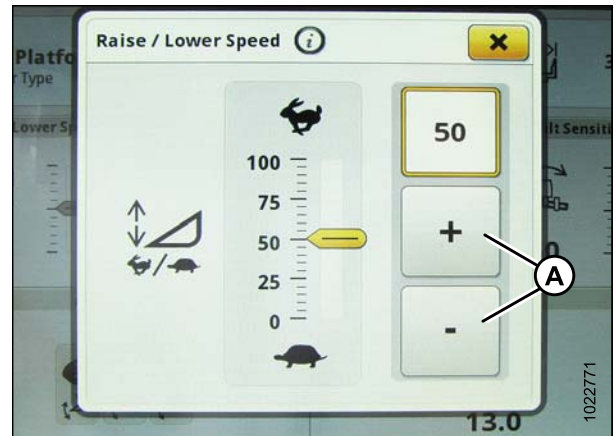 Raise / Lower Speed i
Platfo
r Type
Lower Sp
lt Sensiti
100
75
50
25
0
50
+
-
A
/
13.0
1022771